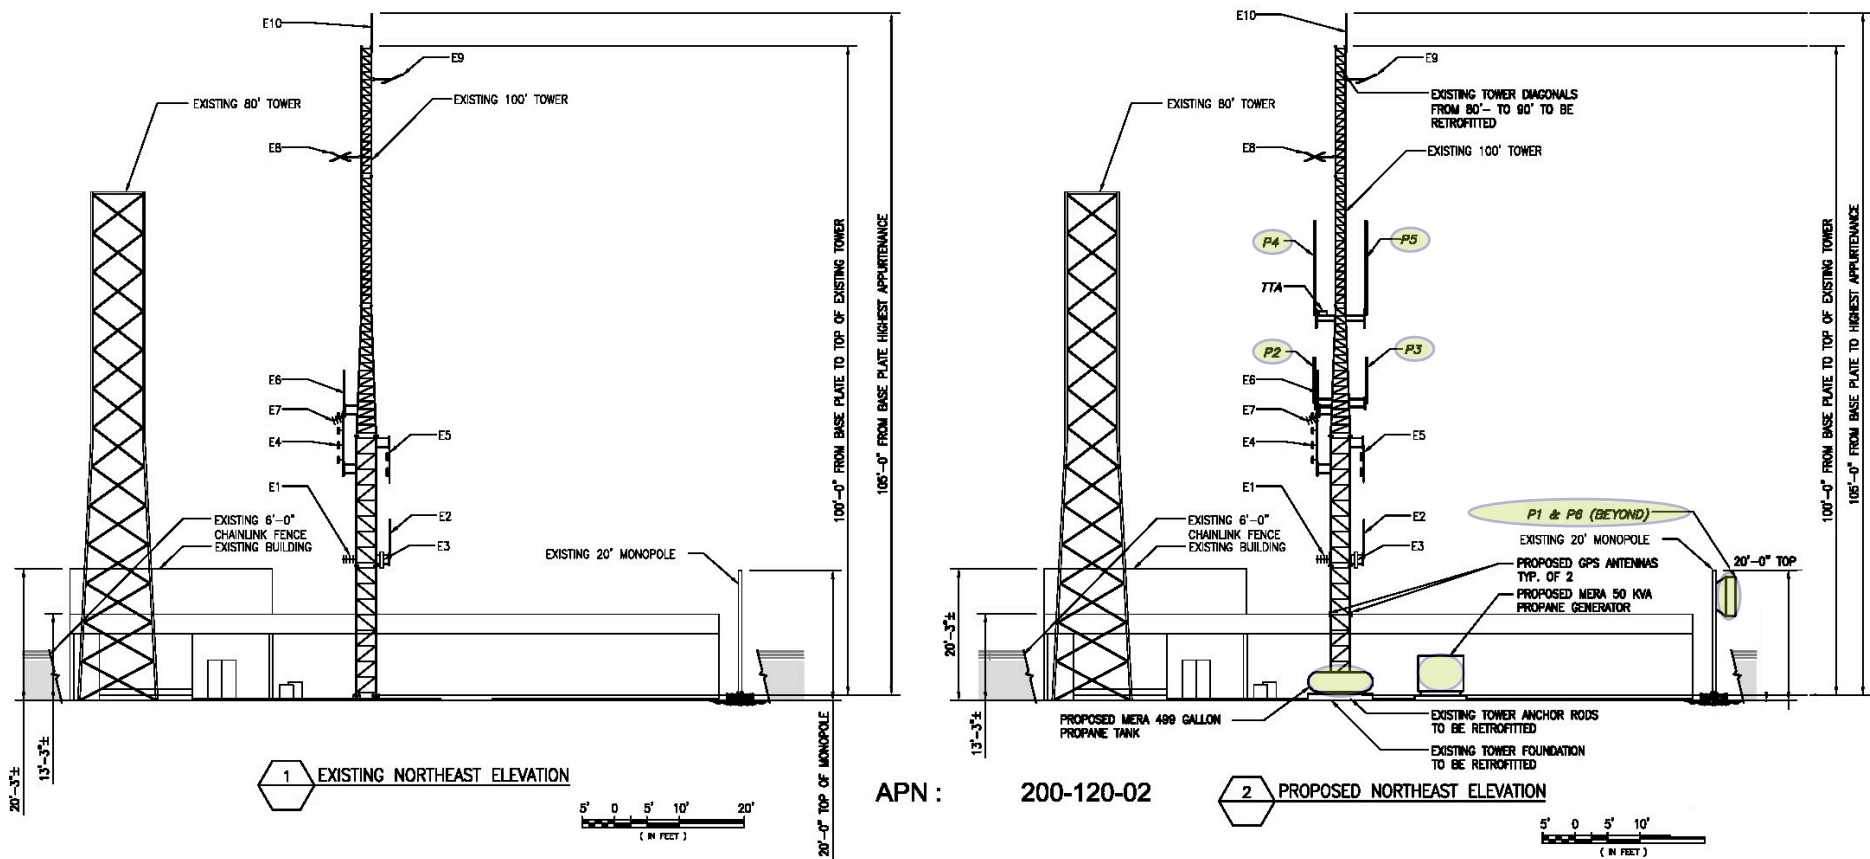 E10
E9
EXISTING 80' TOWER
EXISTING 100' TOWER
E8
E6
E7
E4
E5
E1
E2
E3
EXISTING 6'-0"
CHAINLINK FENCE
EXISTING BUILDING
EXISTING 20' MONOPOLE
100'-0" FROM BASE PLATE TO TOP OF EXISTING TOWER
105'-0" FROM BASE PLATE HIGHEST APPURTENANCE
20'-3"±
13'-3"±
20'-0" TOP OF MONOPOLE
1 EXISTING NORTHEAST ELEVATION
5' 0 5' 10' 20'
( IN FEET )
APN : 200-120-02
E10
E9
EXISTING TOWER DIAGONALS
FROM 80'- TO 90' TO BE
RETROFITTED
EXISTING 80' TOWER
E8
EXISTING 100' TOWER
P4
P5
TTA
P2
P3
E6
E7
E4
E5
E1
E2
E3
EXISTING 6'-0"
CHAINLINK FENCE
EXISTING BUILDING
P1 & P6 (BEYOND)
EXISTING 20' MONOPOLE
20'-0" TOP
PROPOSED GPS ANTENNAS
TYP. OF 2
PROPOSED MERA 50 KVA
PROPANE GENERATOR
100'-0" FROM BASE PLATE TO TOP OF EXISTING TOWER
105'-0" FROM BASE PLATE TO HIGHEST APPURTENANCE
20'-3"±
13'-3"±
PROPOSED MERA 499 GALLON
PROPANE TANK
EXISTING TOWER ANCHOR RODS
TO BE RETROFITTED
EXISTING TOWER FOUNDATION
TO BE RETROFITTED
2 PROPOSED NORTHEAST ELEVATION
5' 0 5' 10'
( IN FEET )